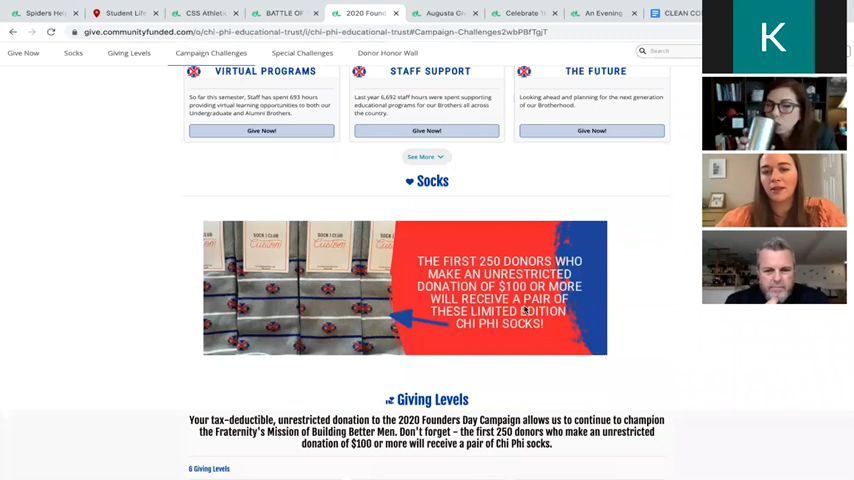 Spiders He
Student Life
CSS Athleti
BATTLE OF
2020 Found
Augusta Gi
Celebrate T
An Evening
CLEAN CO
give.communityfunded.com/o/chi-phi-educational-trust/i/chi-phi-educational-trust#Campaign-Challenges2wbPBfTgjT
Give Now
Socks
Giving Levels
Campaign Challenges
Special Challenges
Donor Honor Wall
Search
K
VIRTUAL PROGRAMS
So far this semester, Staff has spent 693 hours
providing virtual learning opportunities to both our
Undergraduate and Alumni Brothers.
Give Now!
STAFF SUPPORT
Last year 6,692 staff hours were spent supporting
educational programs for our Brothers all across
the country.
Give Now!
THE FUTURE
Looking ahead and planning for the next generation
of our Brotherhood.
Give Now!
See More
Socks
SOCK CLUB
Custom
SOCK CLUB
Custom
THE FIRST 250 DONORS WHO
MAKE AN UNRESTRICTED
DONATION OF $100 OR MORE
WILL RECEIVE A PAIR OF
THESE LIMITED EDITION
CHI PHI SOCKS!
Giving Levels
Your tax-deductible, unrestricted donation to the 2020 Founders Day Campaign allows us to continue to champion
the Fraternity's Mission of Building Better Men. Don't forget - the first 250 donors who make an unrestricted
donation of $100 or more will receive a pair of Chi Phi socks.
6 Giving Levels